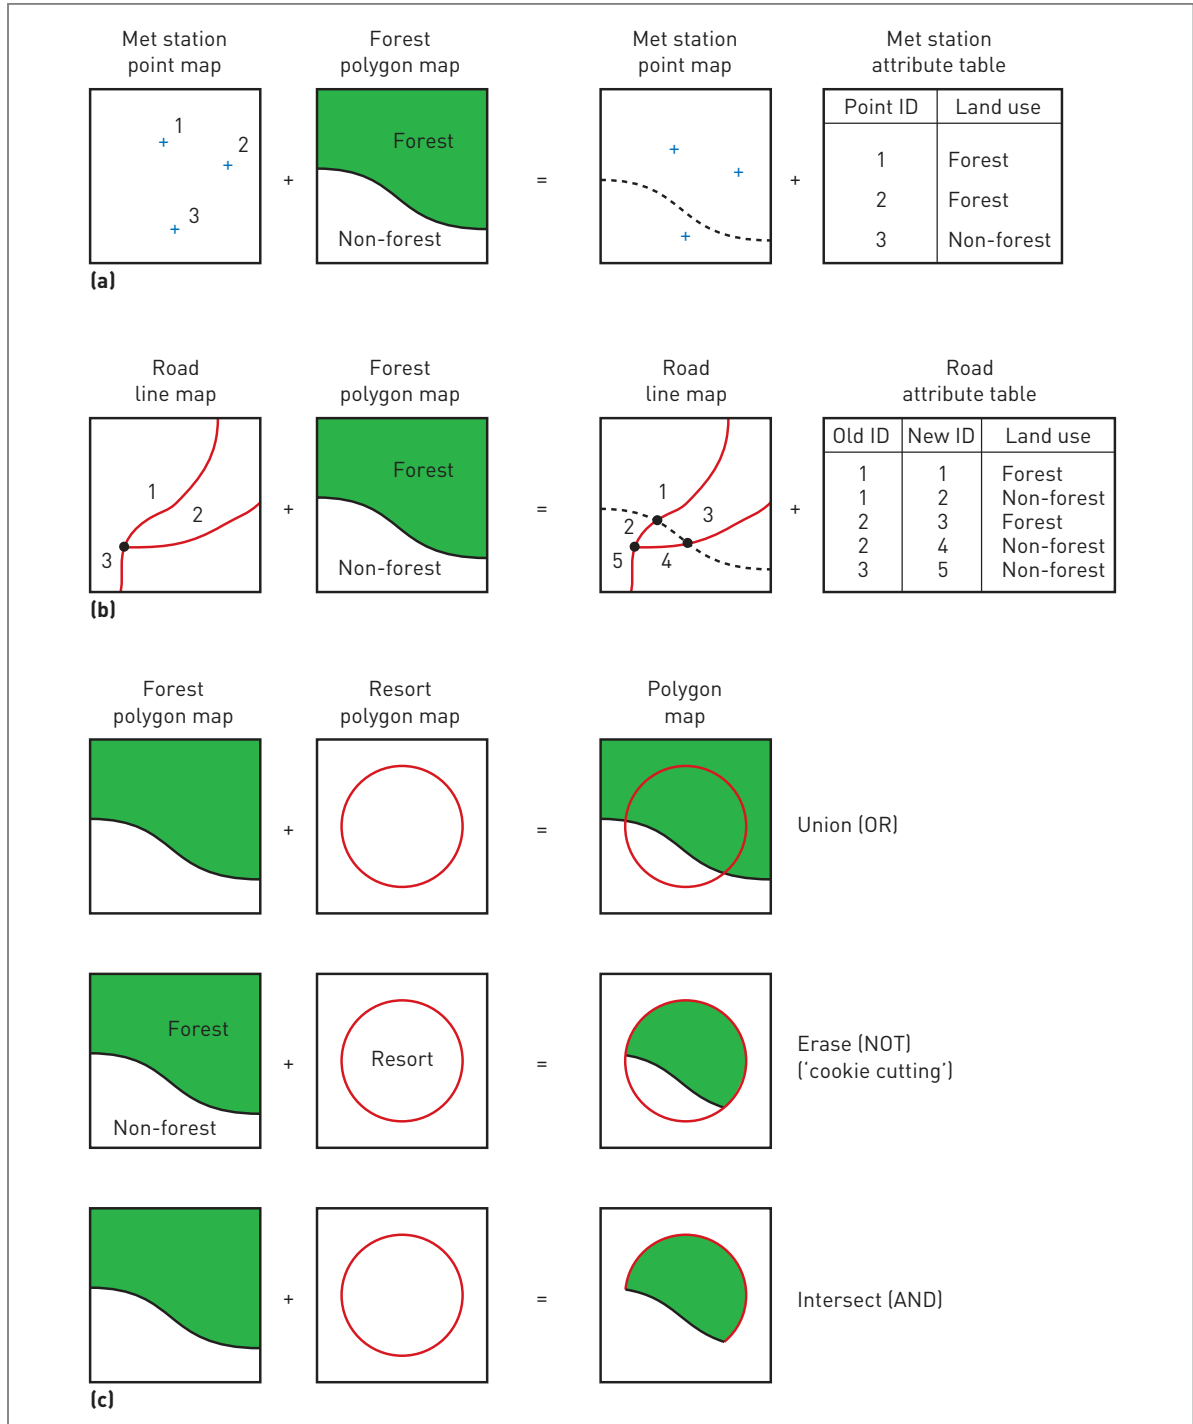 Met station
point map
Forest
polygon map
Met station
point map
Met station
attribute table
1
2
3
+
Forest
Non-forest
=
+
Point ID Land use
1 Forest
2 Forest
3 Non-forest
(a)
Road
line map
Forest
polygon map
Road
line map
Road
attribute table
1
2
3
+
Forest
Non-forest
=
1
2
3
4
5
+
Old ID New ID Land use
1 1 Forest
1 2 Non-forest
2 3 Forest
2 4 Non-forest
3 5 Non-forest
(b)
Forest
polygon map
Resort
polygon map
Polygon
map
+
=
Union (OR)
Forest
Non-forest
+
Resort
=
Erase (NOT)
(‘cookie cutting’)
+
=
Intersect (AND)
(c)